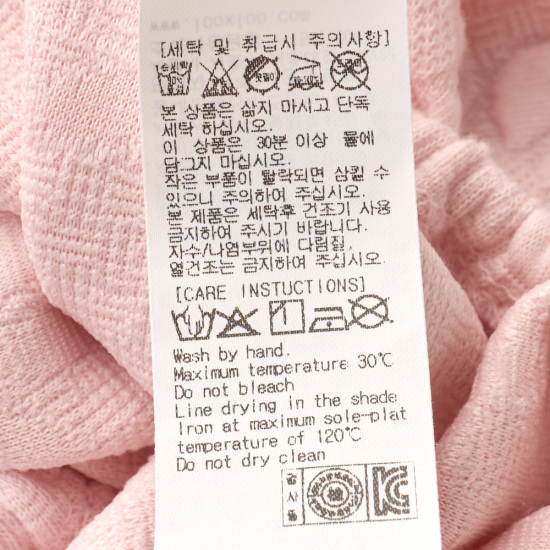 www.looxloo.com
[세탁 및 취급시 주의사항]
본 상품은 삶지 마시고 단독
세탁 하십시오.
이 상품은 30분 이상 물에
담그지 마십시오.
작은 부품이 탈락되면 삼킬 수
있으니 주의하여 주십시오.
본 제품은 세탁후 건조기 사용
금지하여 주시기 바랍니다.
자수/나염부위에 다림질,
열건조는 금지하여 주십시오.
[CARE INSTUCTIONS]
Wash by hand.
Maximum temperature 30℃
Do not bleach
Line drying in the shade
Iron at maximum sole-plat
temperature of 120℃
Do not dry clean
검
사
필